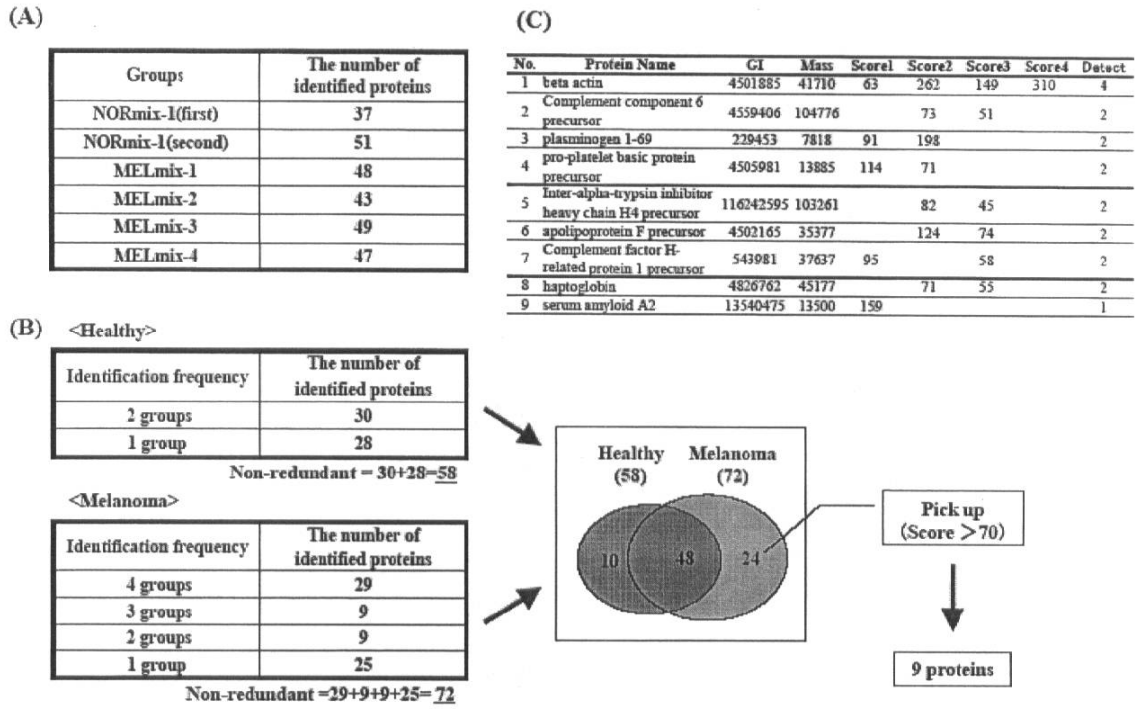 (A)
Groups The number of identified proteins
NORmix-1(first) 37
NORmix-1(second) 51
MELmix-1 48
MELmix-2 43
MELmix-3 49
MELmix-4 47
(C)
No. Protein Name GI Mass Score1 Score2 Score3 Score4 Detect
1 beta actin 4501885 41710 63 262 149 310 4
2 Complement component 6 precursor 4559406 104776 73 51 2
3 plasminogen 1-69 229453 7818 91 198 2
4 pro-platelet basic protein precursor 4505981 13885 114 71 2
5 Inter-alpha-trypsin inhibitor heavy chain H4 precursor 116242595 103261 82 45 2
6 apolipoprotein F precursor 4502165 35377 124 74 2
7 Complement factor H-related protein 1 precursor 543981 37637 95 58 2
8 haptoglobin 4826762 45177 71 55 2
9 serum amyloid A2 13540475 13500 159 1
(B)
<Healthy>
Identification frequency The number of identified proteins
2 groups 30
1 group 28
Non-redundant = 30+28=58
<Melanoma>
Identification frequency The number of identified proteins
4 groups 29
3 groups 9
2 groups 9
1 group 25
Non-redundant =29+9+9+25= 72
Healthy Melanoma
(58) (72)
10 48 24
Pick up
(Score >70)
9 proteins